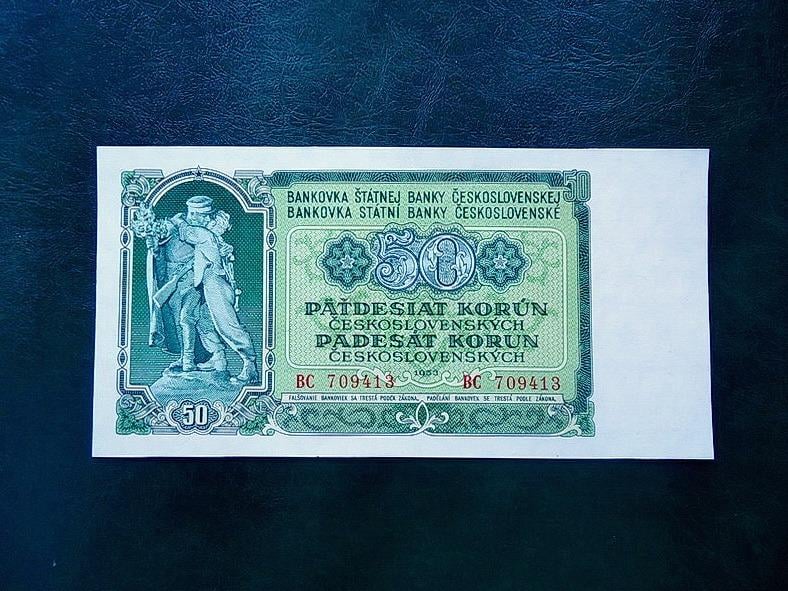 50
BANKOVKA ŠTÁTNEJ BANKY ČESKOSLOVENSKEJ
BANKOVKA STÁTNÍ BANKY ČESKOSLOVENSKÉ
50
PÄŤDESIAT KORÚN
ČESKOSLOVENSKÝCH
PADESÁT KORUN
ČESKOSLOVENSKÝCH
1953
BC 709413 BC 709413
FALŠOVANIE BANKOVIEK SA TRESTÁ PODĽA ZÁKONA. PADĚLÁNÍ BANKOVEK SE TRESTÁ PODLE ZÁKONA.
50